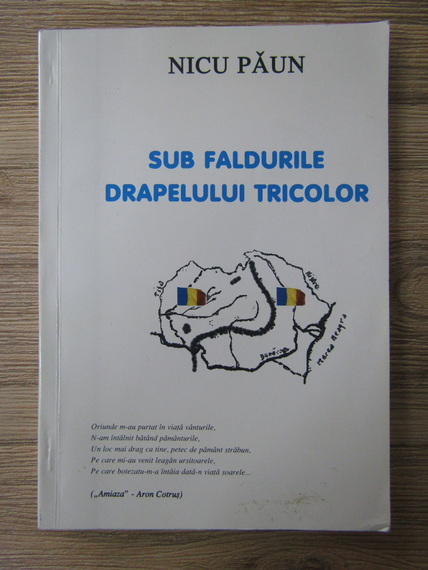 NICU PĂUN
SUB FALDURILE
DRAPELULUI TRICOLOR
Tisa
Nistru
Dunărea
Marea Neagră
Oriunde m-au purtat în viață vânturile,
N-am întâlnit bătând pământurile,
Un loc mai drag ca tine, petec de pământ străbun,
Pe care mi-au venit leagăn ursitoarele,
Pe care botezatu-m-a întâia dată-n viată soarele...
(„Amiaza" - Aron Cotruș)